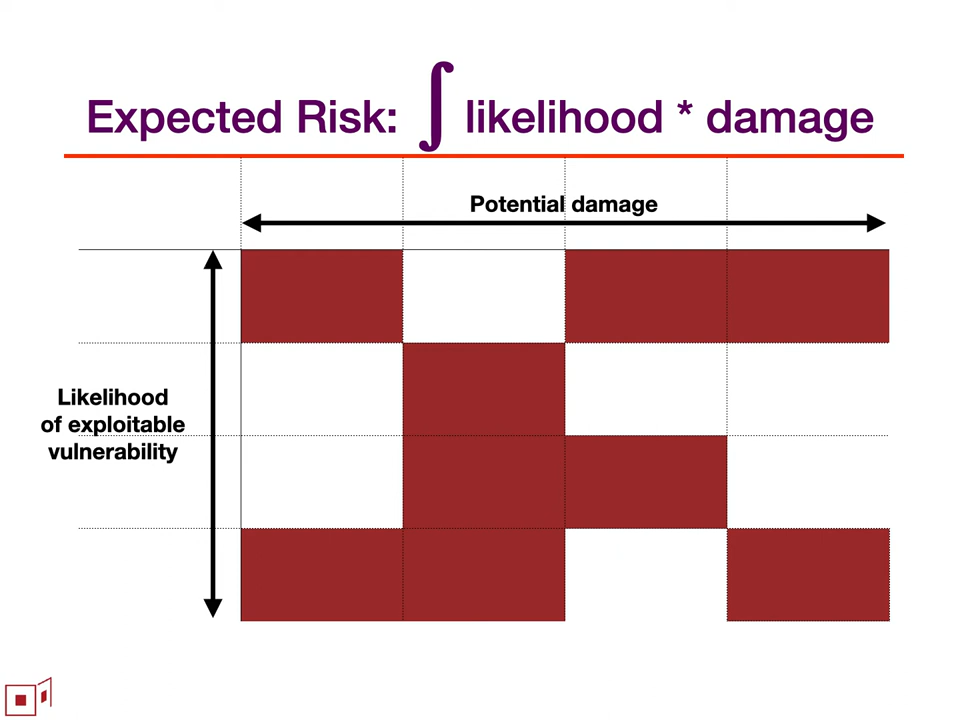 Expected Risk: ∫ likelihood * damage
Potential damage
Likelihood
of exploitable
vulnerability